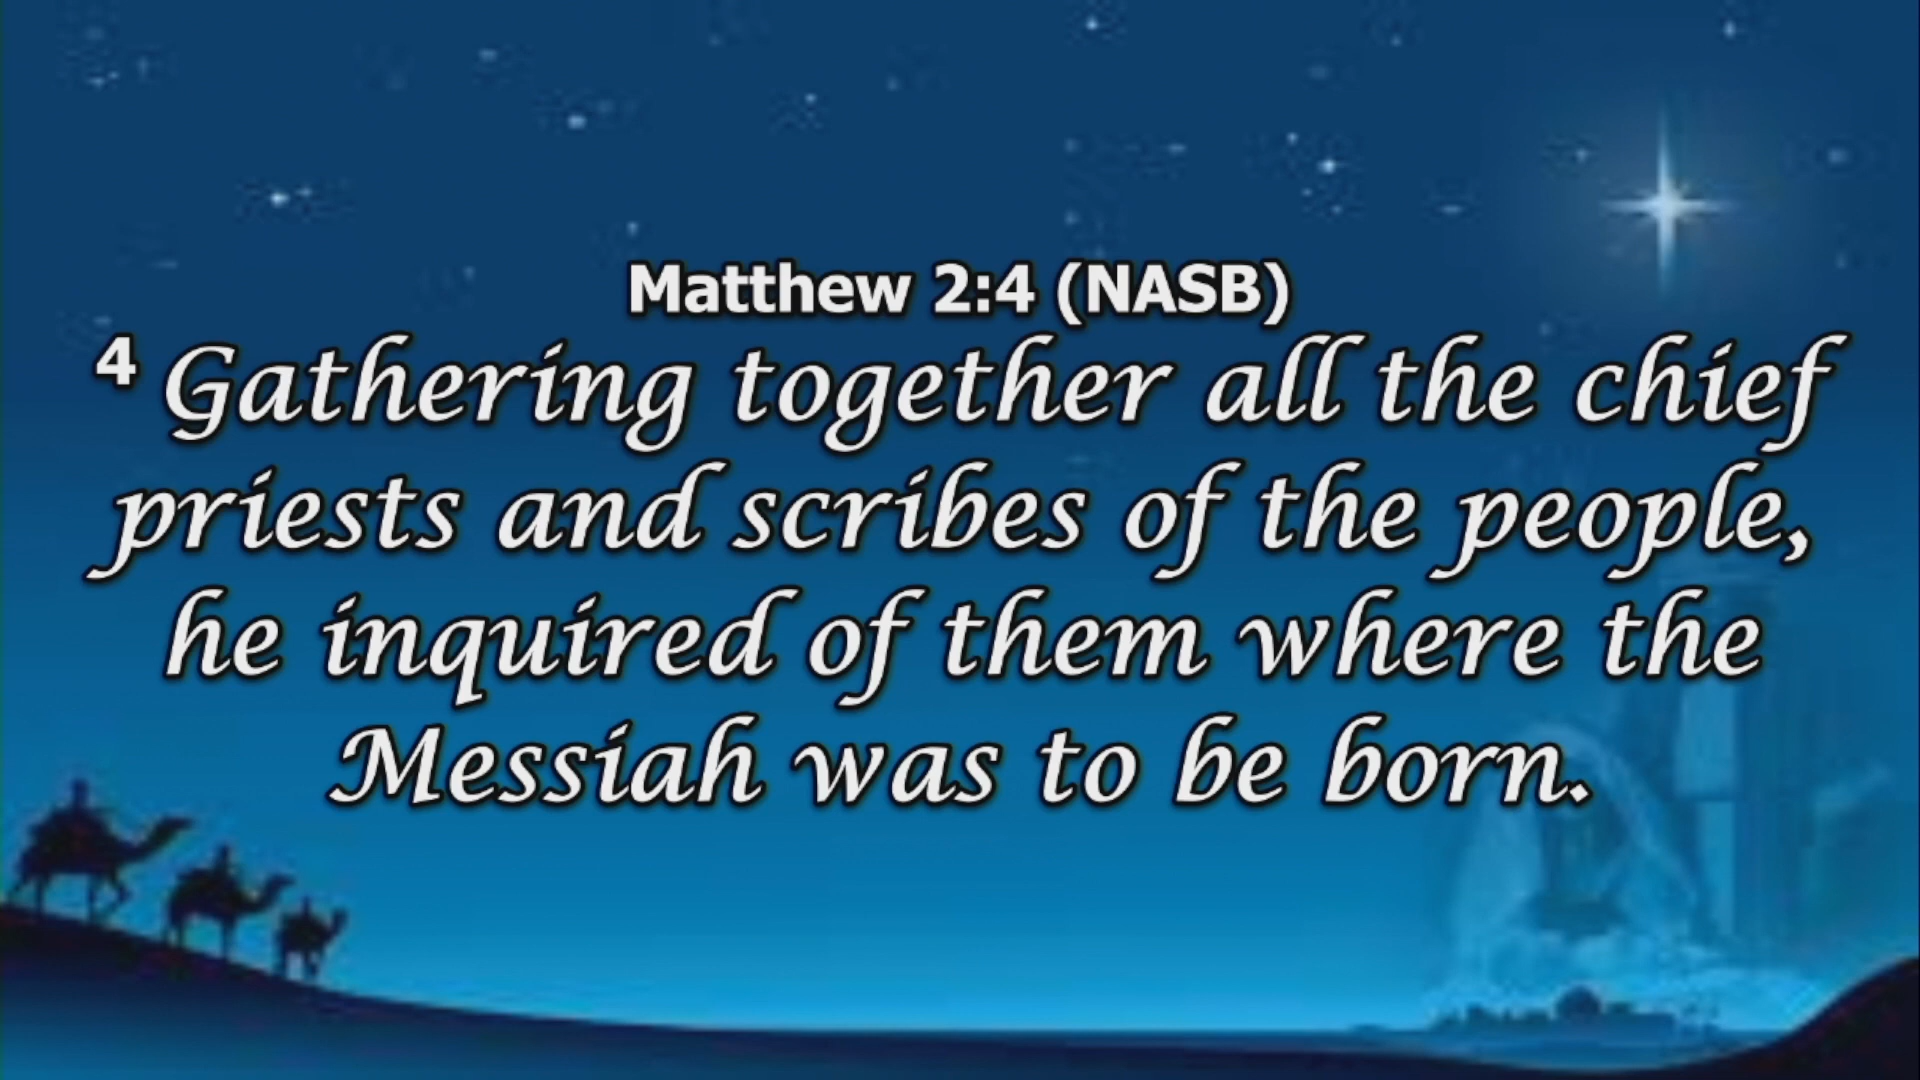 Matthew 2:4 (NASB)
4 Gathering together all the chief
priests and scribes of the people,
he inquired of them where the
Messiah was to be born.